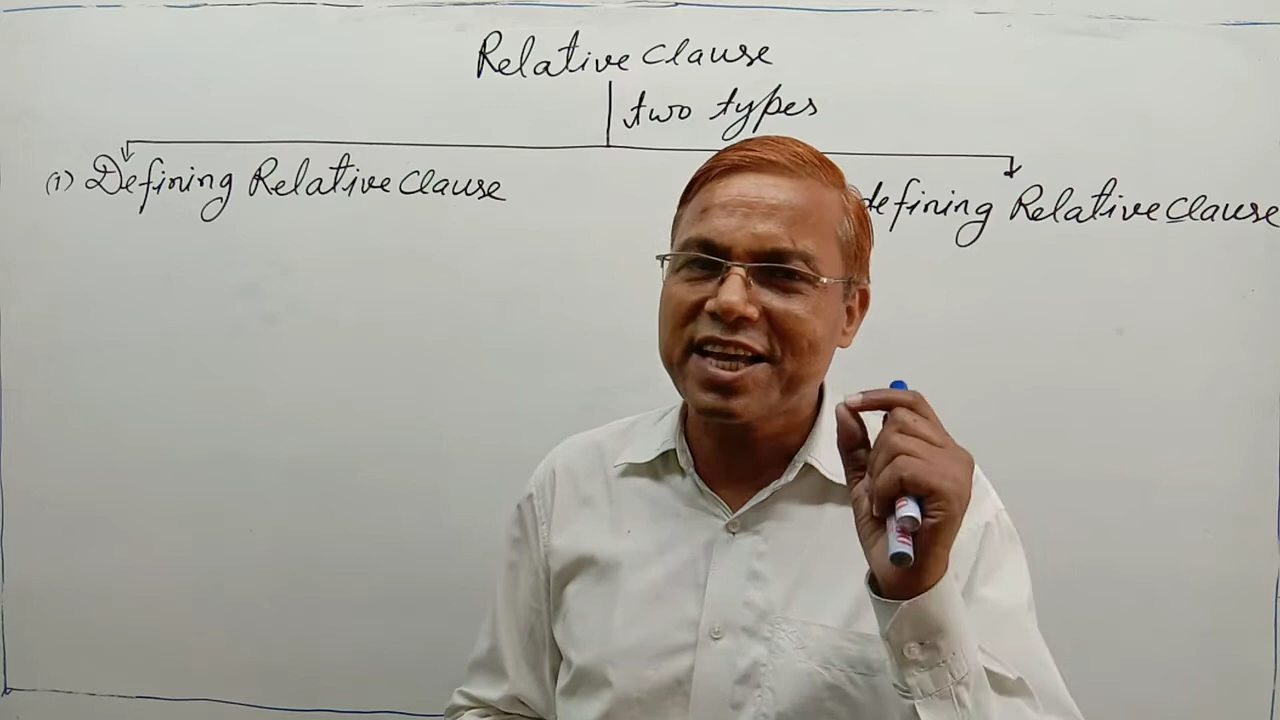 Relative Clause
two types
(1) Defining Relative Clause
defining Relative Clause